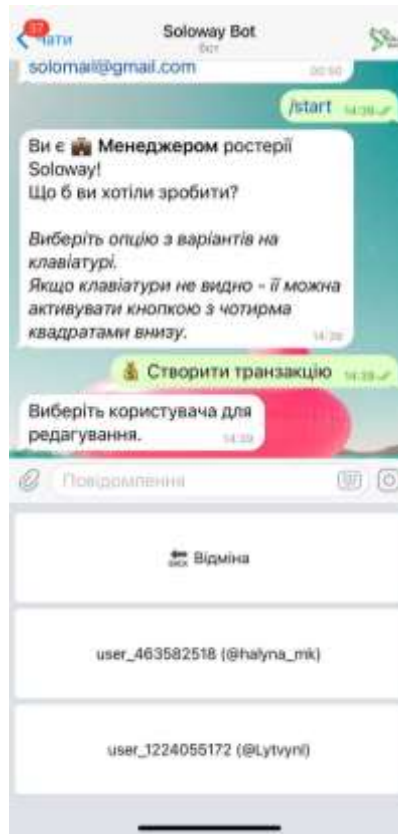 37
Чати
Soloway Bot
бот
solomail@gmail.com
/start 14:39
Ви є 💼 Менеджером ростерії
Soloway!
Що б ви хотіли зробити?
Виберіть опцію з варіантів на
клавіатурі.
Якщо клавіатури не видно - її можна
активувати кнопкою з чотирма
квадратами внизу. 14:39
💰 Створити транзакцію 14:39
Виберіть користувача для
редагування. 14:39
Повідомлення
🔙 Відміна
user_463582518 (@halyna_mk)
user_1224055172 (@Lytvynl)